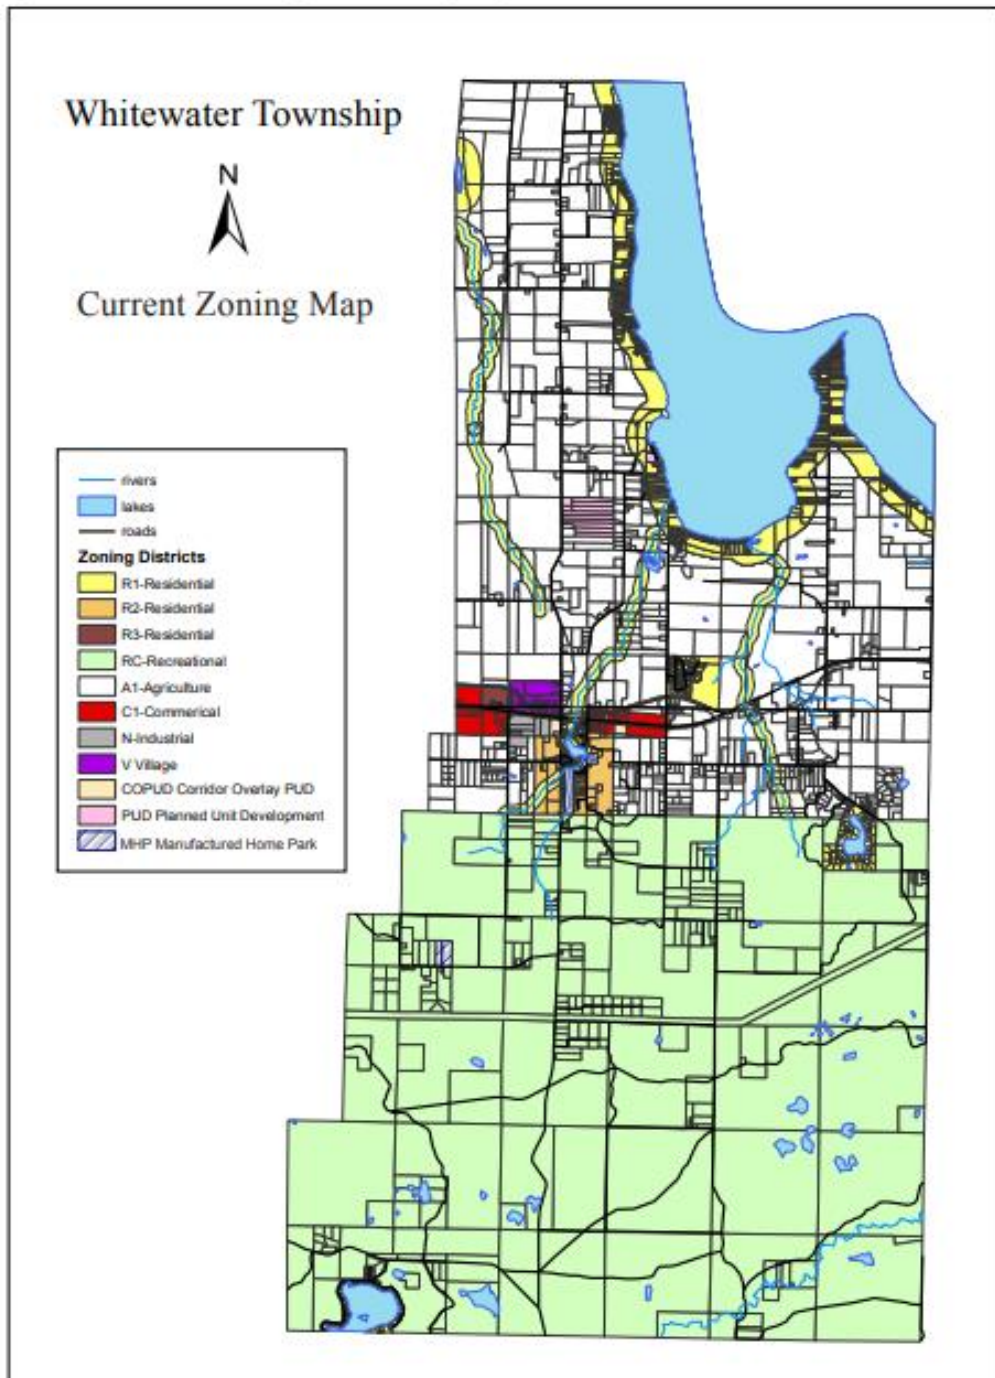 Whitewater Township
N
Current Zoning Map
rivers
lakes
roads
Zoning Districts
R1-Residential
R2-Residential
R3-Residential
RC-Recreational
A1-Agriculture
C1-Commerical
N-Industrial
V Village
COPUD Corridor Overlay PUD
PUD Planned Unit Development
MHP Manufactured Home Park